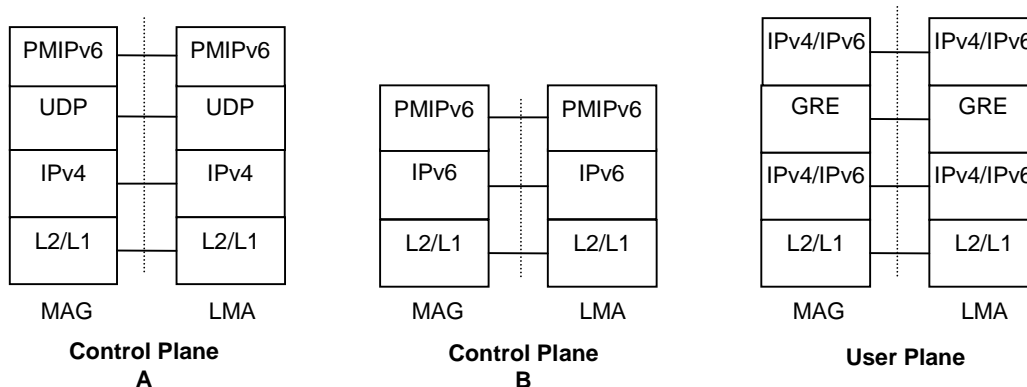 PMIPv6 PMIPv6
UDP UDP
IPv4 IPv4
L2/L1 L2/L1
MAG LMA
Control Plane
A
PMIPv6 PMIPv6
IPv6 IPv6
L2/L1 L2/L1
MAG LMA
Control Plane
B
IPv4/IPv6 IPv4/IPv6
GRE GRE
IPv4/IPv6 IPv4/IPv6
L2/L1 L2/L1
MAG LMA
User Plane